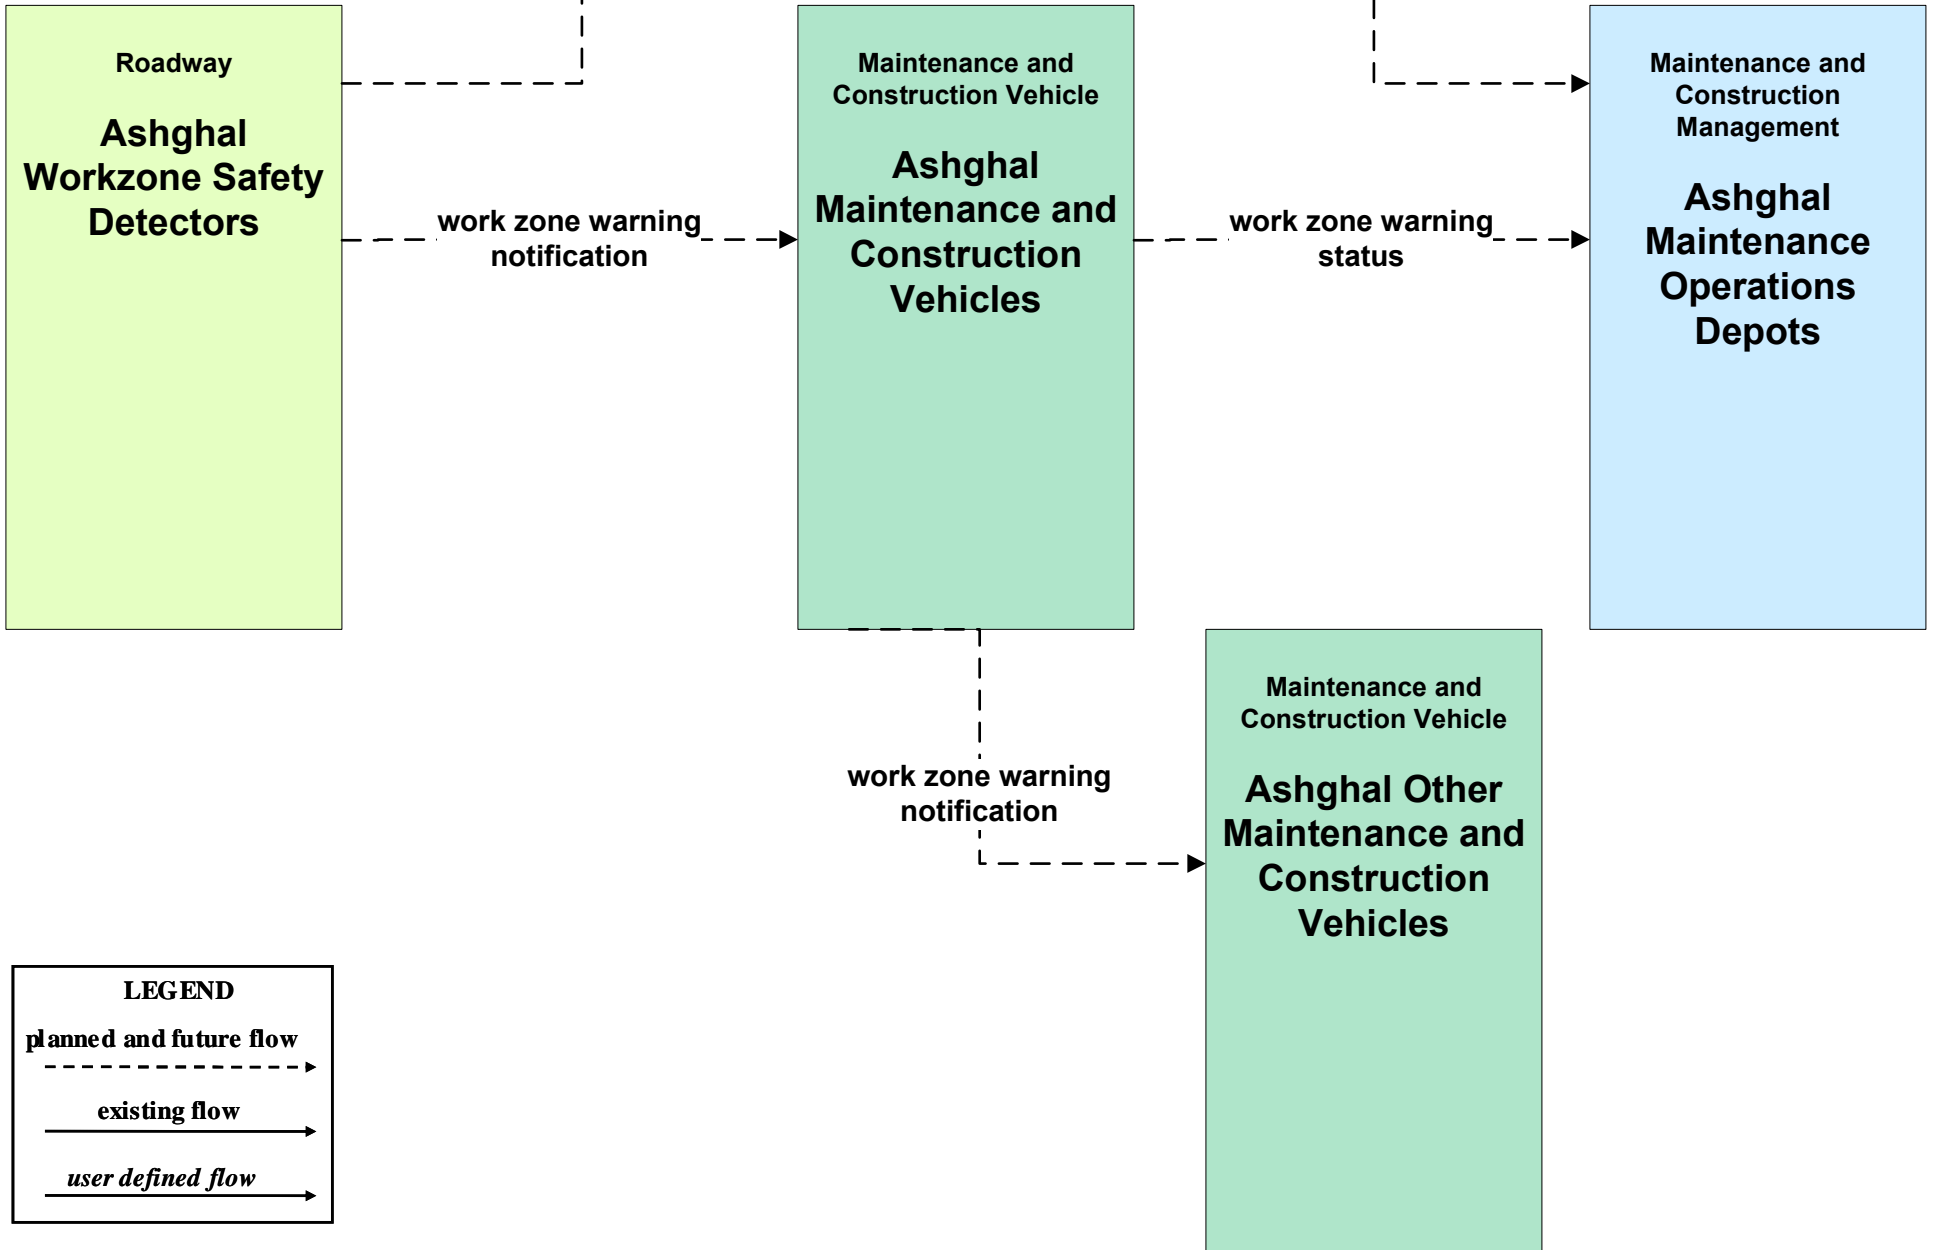 Roadway
Ashghal
Workzone Safety
Detectors
work zone warning
notification
Maintenance and
Construction Vehicle
Ashghal
Maintenance and
Construction
Vehicles
work zone warning
status
Maintenance and
Construction
Management
Ashghal
Maintenance
Operations
Depots
work zone warning
notification
Maintenance and
Construction Vehicle
Ashghal Other
Maintenance and
Construction
Vehicles
LEGEND
planned and future flow
existing flow
user defined flow